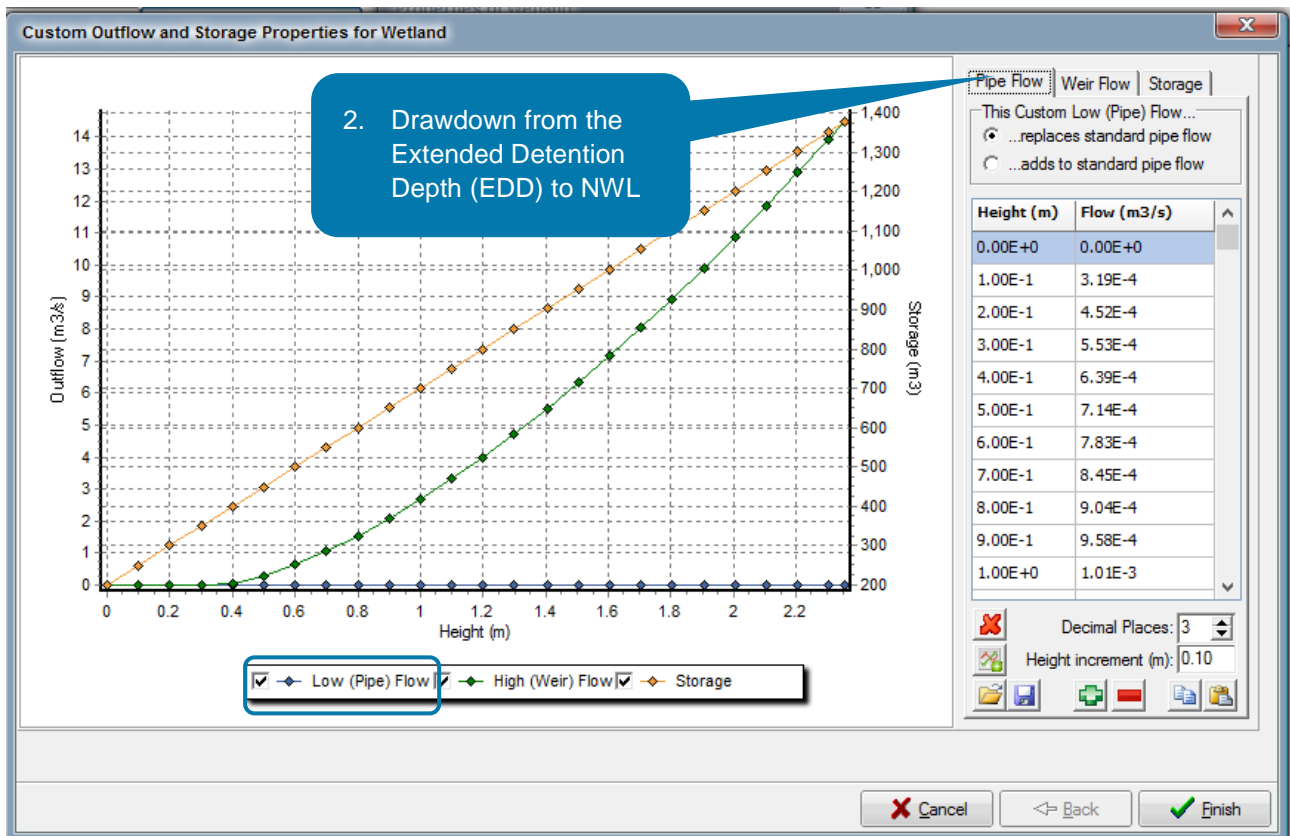 Custom Outflow and Storage Properties for Wetland
2. Drawdown from the
Extended Detention
Depth (EDD) to NWL
Pipe Flow Weir Flow Storage
This Custom Low (Pipe) Flow...
...replaces standard pipe flow
...adds to standard pipe flow
Height (m) Flow (m3/s)
0.00E+0 0.00E+0
1.00E-1 3.19E-4
2.00E-1 4.52E-4
3.00E-1 5.53E-4
4.00E-1 6.39E-4
5.00E-1 7.14E-4
6.00E-1 7.83E-4
7.00E-1 8.45E-4
8.00E-1 9.04E-4
9.00E-1 9.58E-4
1.00E+0 1.01E-3
Decimal Places: 3
Height increment (m): 0.10
Outflow (m3/s)
14
13
12
11
10
9
8
7
6
5
4
3
2
1
0
1,400
1,300
1,200
1,100
1,000
900
800
700
600
500
400
300
200
Storage (m3)
0 0.2 0.4 0.6 0.8 1 1.2 1.4 1.6 1.8 2 2.2
Height (m)
Low (Pipe) Flow High (Weir) Flow Storage
Cancel <= Back Finish